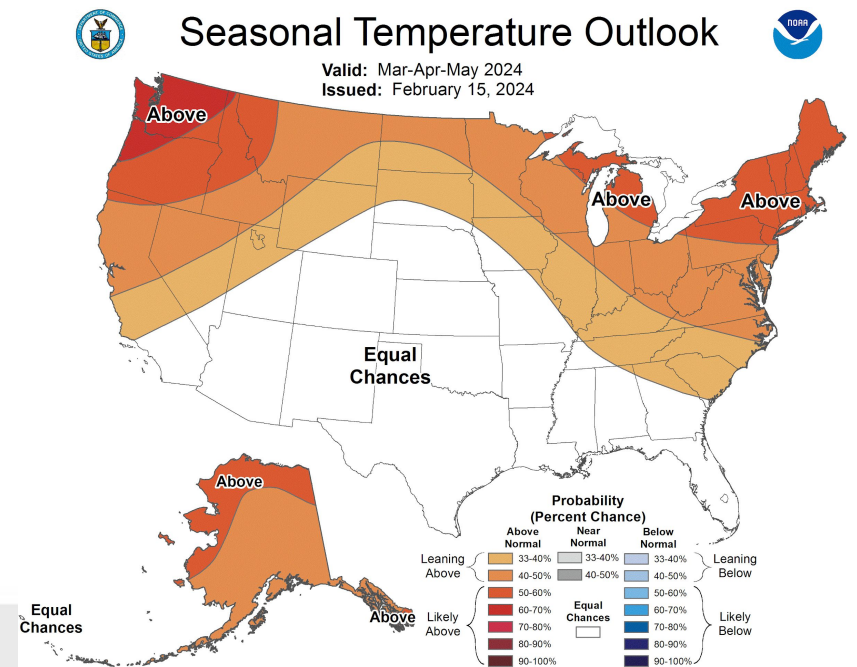 Seasonal Temperature Outlook
NOAA
Valid: Mar-Apr-May 2024
Issued: February 15, 2024
Above
Above
Above
Equal
Chances
Above
Above
Equal
Chances
Probability
(Percent Chance)
Above
Normal
Near
Normal
Below
Normal
Leaning
Above
33-40%
40-50%
33-40%
40-50%
33-40%
40-50%
Leaning
Below
Likely
Above
50-60%
60-70%
70-80%
80-90%
90-100%
Equal
Chances
50-60%
60-70%
70-80%
80-90%
90-100%
Likely
Below